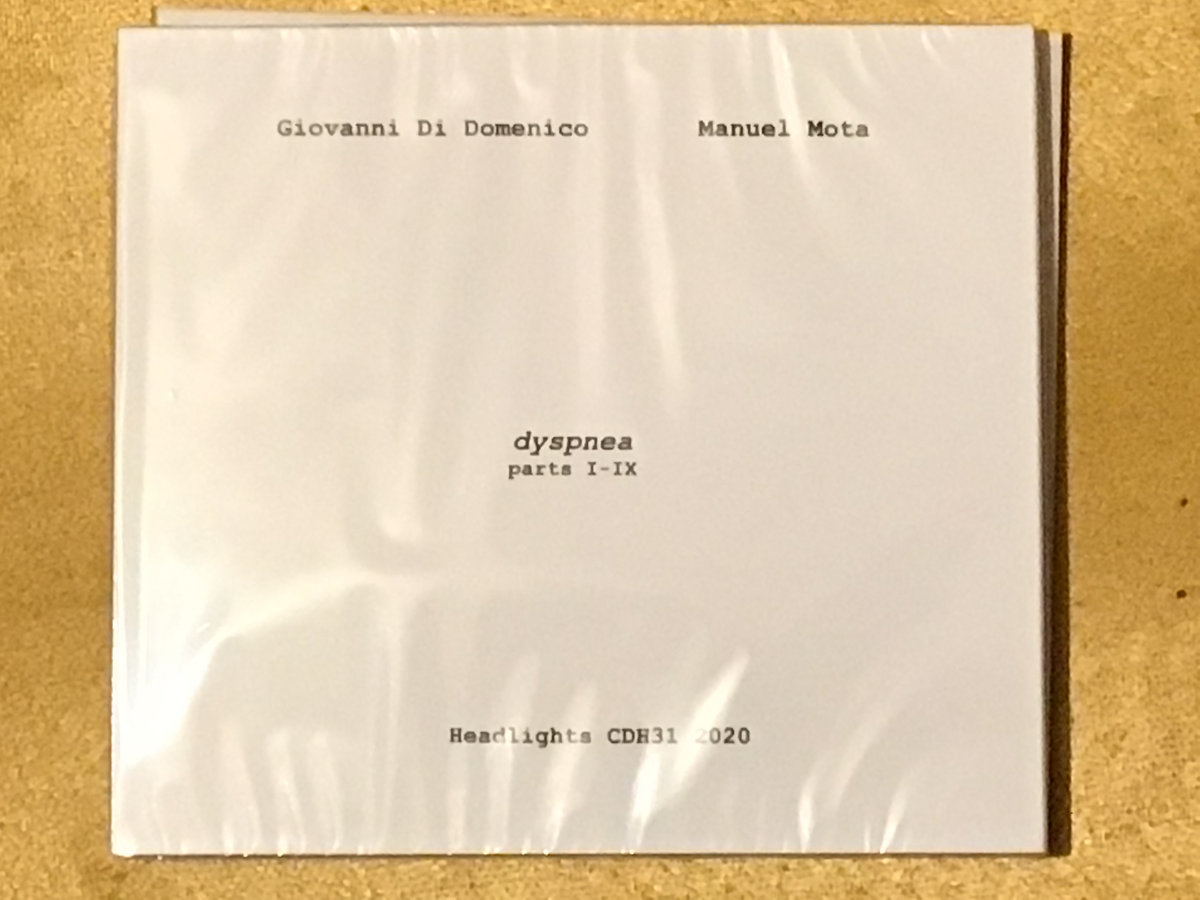 Giovanni Di Domenico Manuel Mota
dyspnea
parts I-IX
Headlights CDH31 2020